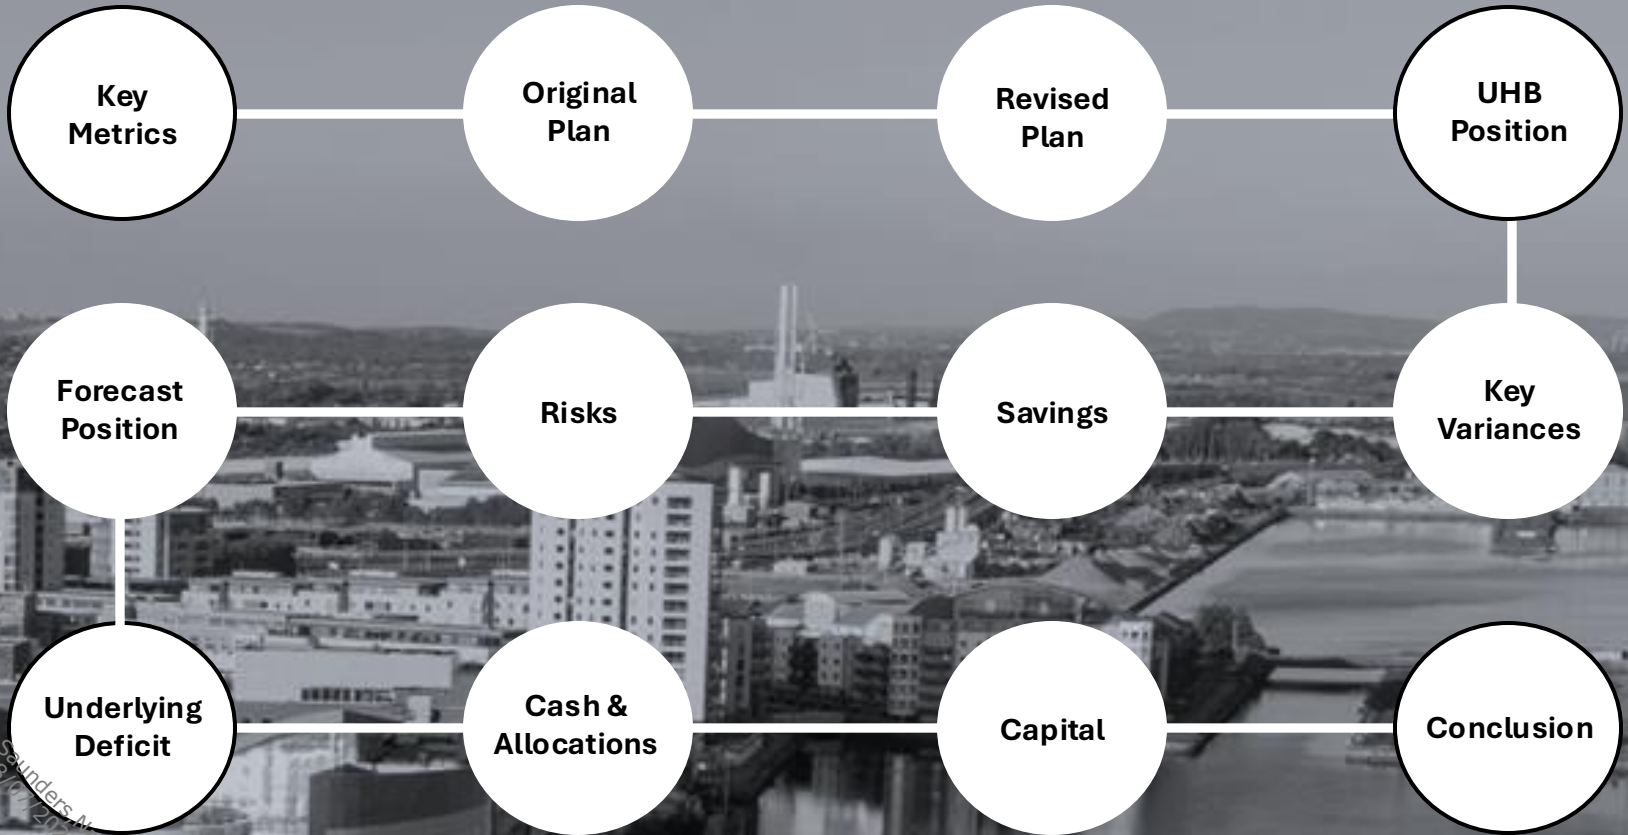 Key
Metrics
Original
Plan
Revised
Plan
UHB
Position
Key
Variances
Savings
Risks
Forecast
Position
Underlying
Deficit
Cash &
Allocations
Capital
Conclusion
Saunders